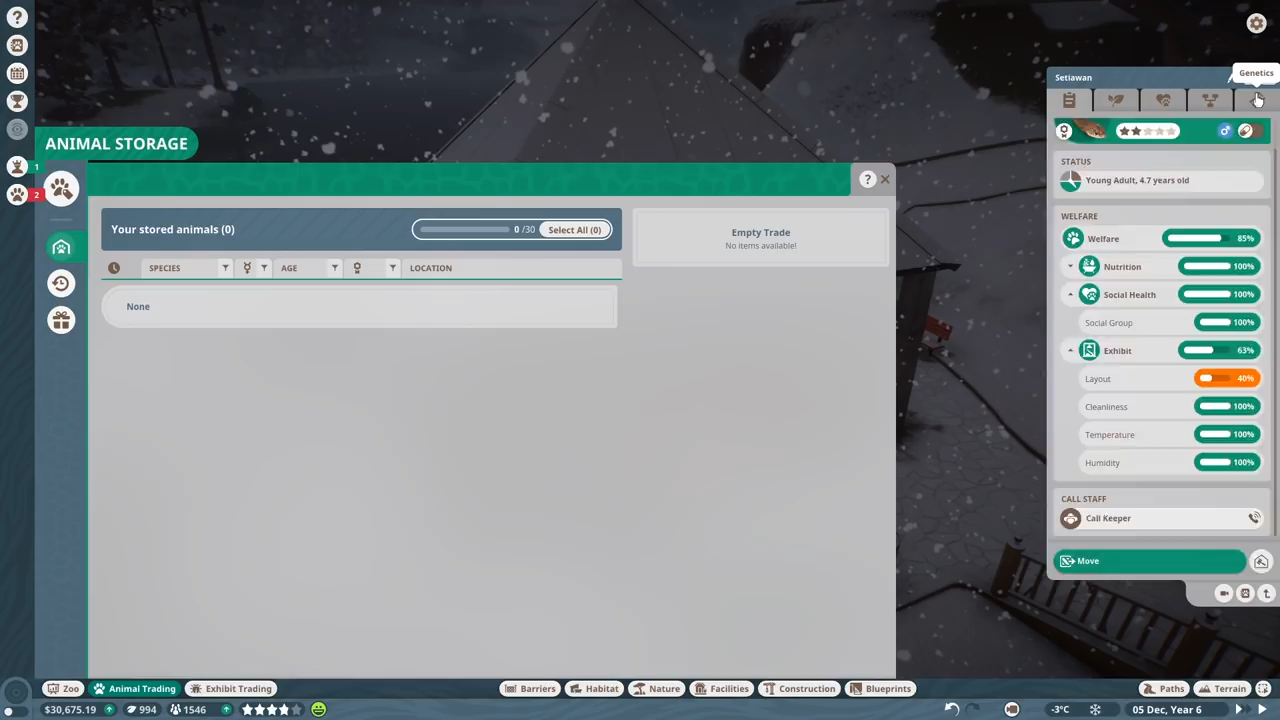 Setiawan
Genetics
1
2
ANIMAL STORAGE
Your stored animals (0)
0 /30
Select All (0)
SPECIES
AGE
LOCATION
None
Empty Trade
No items available!
STATUS
Young Adult, 4.7 years old
WELFARE
Welfare
85%
Nutrition
100%
Social Health
100%
Social Group
100%
Exhibit
63%
Layout
40%
Cleanliness
100%
Temperature
100%
Humidity
100%
CALL STAFF
Call Keeper
Move
Zoo
Animal Trading
Exhibit Trading
Barriers
Habitat
Nature
Facilities
Construction
Blueprints
Paths
Terrain
$30,675.19
994
1546
-3°C
05 Dec, Year 6